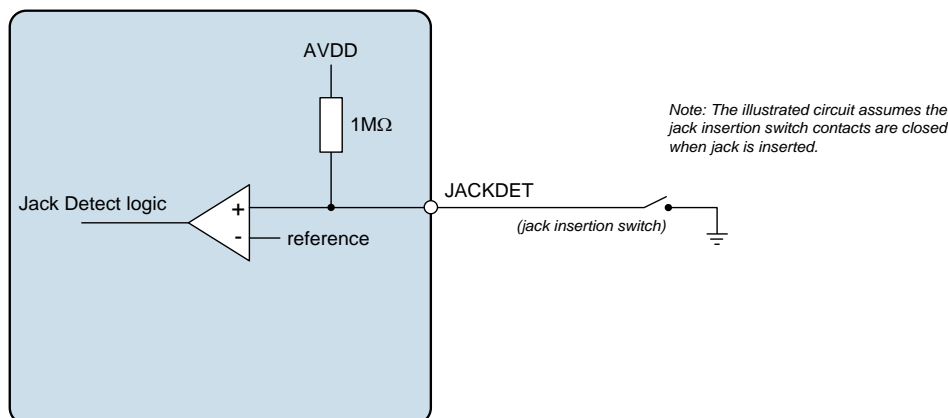 AVDD
1MΩ
Note: The illustrated circuit assumes the
jack insertion switch contacts are closed
when jack is inserted.
JACKDET
Jack Detect logic
+
-
reference
(jack insertion switch)